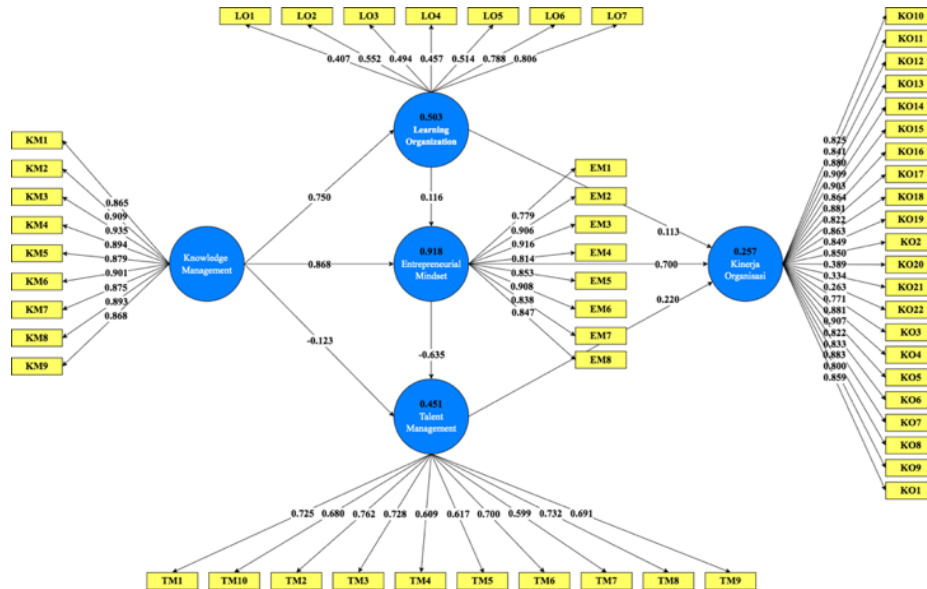 LO1 LO2 LO3 LO4 LO5 LO6 LO7
0.407 0.552 0.494 0.457 0.514 0.788 0.806
0.503
Learning
Organization
KM1
KM2
KM3
KM4
KM5
KM6
KM7
KM8
KM9
0.865
0.909
0.935
0.894
0.879
0.901
0.875
0.893
0.868
Knowledge
Management
0.750
0.868
-0.123
0.116
0.918
Entrepreneurial
Mindset
-0.635
0.451
Talent
Management
0.779
0.906
0.916
0.814
0.853
0.908
0.838
0.847
EM1
EM2
EM3
EM4
EM5
EM6
EM7
EM8
0.113
0.700
0.220
0.257
Kinerja
Organisasi
0.825
0.841
0.880
0.909
0.903
0.864
0.881
0.822
0.863
0.849
0.850
0.389
0.334
0.263
0.771
0.881
0.907
0.822
0.833
0.883
0.800
0.859
KO10
KO11
KO12
KO13
KO14
KO15
KO16
KO17
KO18
KO19
KO2
KO20
KO21
KO22
KO3
KO4
KO5
KO6
KO7
KO8
KO9
KO1
0.725 0.680 0.762 0.728 0.609 0.617 0.700 0.599 0.732 0.691
TM1 TM10 TM2 TM3 TM4 TM5 TM6 TM7 TM8 TM9